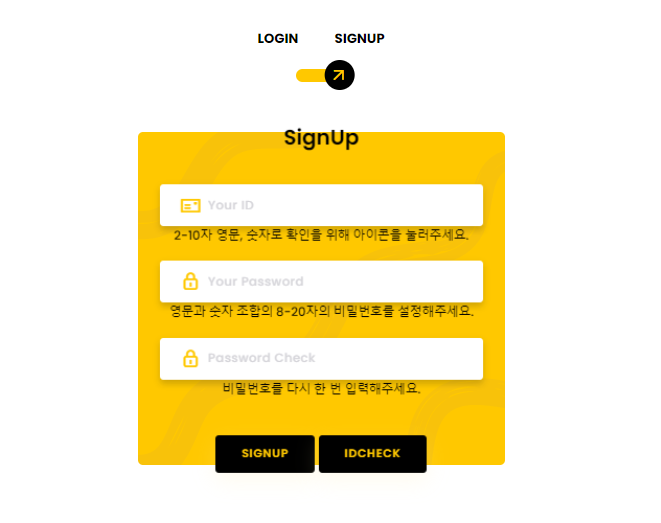 LOGIN SIGNUP
SignUp
Your ID
2-10자 영문, 숫자로 확인을 위해 아이콘을 눌러주세요.
Your Password
영문과 숫자 조합의 8-20자의 비밀번호를 설정해주세요.
Password Check
비밀번호를 다시 한 번 입력해주세요.
SIGNUP IDCHECK